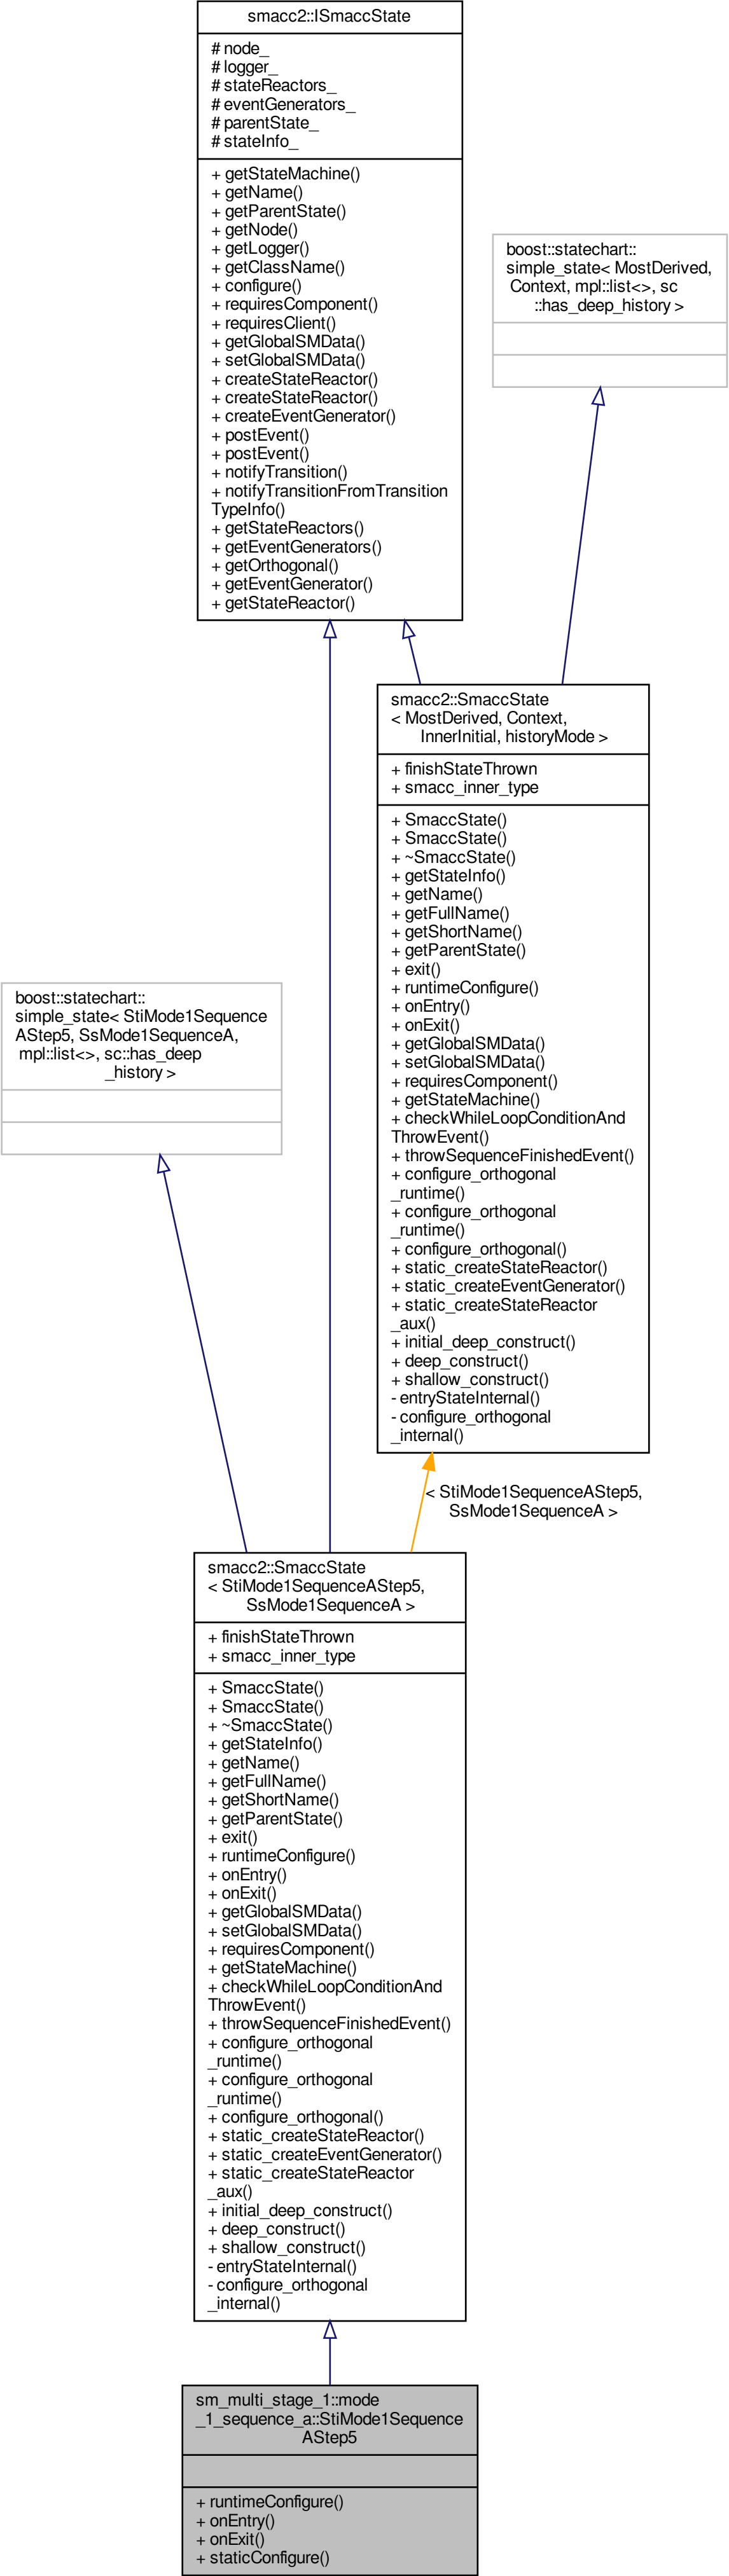 smacc2::ISmaccState
# node_
# logger_
# stateReactors_
# eventGenerators_
# parentState_
# stateInfo_
+ getStateMachine()
+ getName()
+ getParentState()
+ getNode()
+ getLogger()
+ getClassName()
+ configure()
+ requiresComponent()
+ requiresClient()
+ getGlobalSMData()
+ setGlobalSMData()
+ createStateReactor()
+ createStateReactor()
+ createEventGenerator()
+ postEvent()
+ postEvent()
+ notifyTransition()
+ notifyTransitionFromTransition
TypeInfo()
+ getStateReactors()
+ getEventGenerators()
+ getOrthogonal()
+ getEventGenerator()
+ getStateReactor()
boost::statechart::
simple_state< MostDerived,
Context, mpl::list<>, sc
::has_deep_history >
smacc2::SmaccState
< MostDerived, Context,
InnerInitial, historyMode >
+ finishStateThrown
+ smacc_inner_type
+ SmaccState()
+ SmaccState()
+ ~SmaccState()
+ getStateInfo()
+ getName()
+ getFullName()
+ getShortName()
+ getParentState()
+ exit()
+ runtimeConfigure()
+ onEntry()
+ onExit()
+ getGlobalSMData()
+ setGlobalSMData()
+ requiresComponent()
+ getStateMachine()
+ checkWhileLoopConditionAnd
ThrowEvent()
+ throwSequenceFinishedEvent()
+ configure_orthogonal
_runtime()
+ configure_orthogonal
_runtime()
+ configure_orthogonal()
+ static_createStateReactor()
+ static_createEventGenerator()
+ static_createStateReactor
_aux()
+ initial_deep_construct()
+ deep_construct()
+ shallow_construct()
- entryStateInternal()
- configure_orthogonal
_internal()
boost::statechart::
simple_state< StiMode1Sequence
AStep5, SsMode1SequenceA,
mpl::list<>, sc::has_deep
_history >
< StiMode1SequenceAStep5,
SsMode1SequenceA >
smacc2::SmaccState
< StiMode1SequenceAStep5,
SsMode1SequenceA >
+ finishStateThrown
+ smacc_inner_type
+ SmaccState()
+ SmaccState()
+ ~SmaccState()
+ getStateInfo()
+ getName()
+ getFullName()
+ getShortName()
+ getParentState()
+ exit()
+ runtimeConfigure()
+ onEntry()
+ onExit()
+ getGlobalSMData()
+ setGlobalSMData()
+ requiresComponent()
+ getStateMachine()
+ checkWhileLoopConditionAnd
ThrowEvent()
+ throwSequenceFinishedEvent()
+ configure_orthogonal
_runtime()
+ configure_orthogonal
_runtime()
+ configure_orthogonal()
+ static_createStateReactor()
+ static_createEventGenerator()
+ static_createStateReactor
_aux()
+ initial_deep_construct()
+ deep_construct()
+ shallow_construct()
- entryStateInternal()
- configure_orthogonal
_internal()
sm_multi_stage_1::mode
_1_sequence_a::StiMode1Sequence
AStep5
+ runtimeConfigure()
+ onEntry()
+ onExit()
+ staticConfigure()